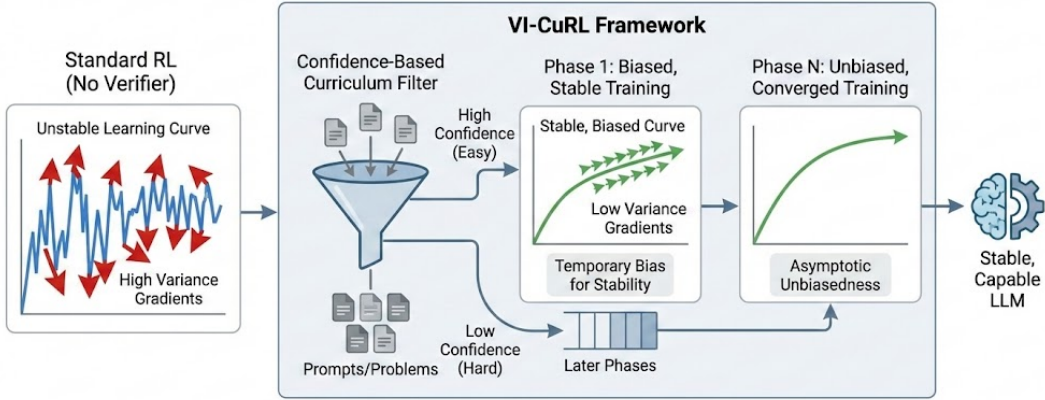 VI-CuRL Framework
Standard RL
(No Verifier)
Unstable Learning Curve
High Variance
Gradients
Confidence-Based
Curriculum Filter
High
Confidence
(Easy)
Prompts/Problems
Low
Confidence
(Hard)
Phase 1: Biased,
Stable Training
Stable, Biased Curve
Low Variance
Gradients
Temporary Bias
for Stability
Later Phases
Phase N: Unbiased,
Converged Training
Asymptotic
Unbiasedness
Stable,
Capable
LLM